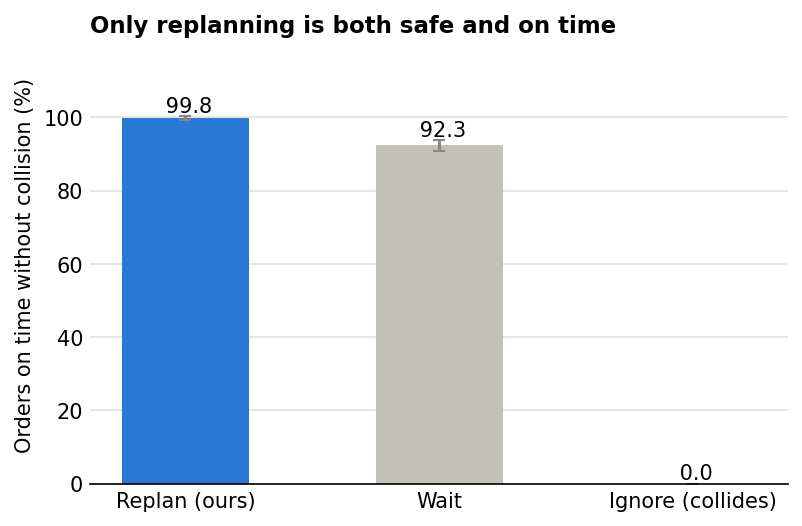 Only replanning is both safe and on time
Orders on time without collision (%)
100
80
60
40
20
0
99.8
92.3
0.0
Replan (ours)
Wait
Ignore (collides)